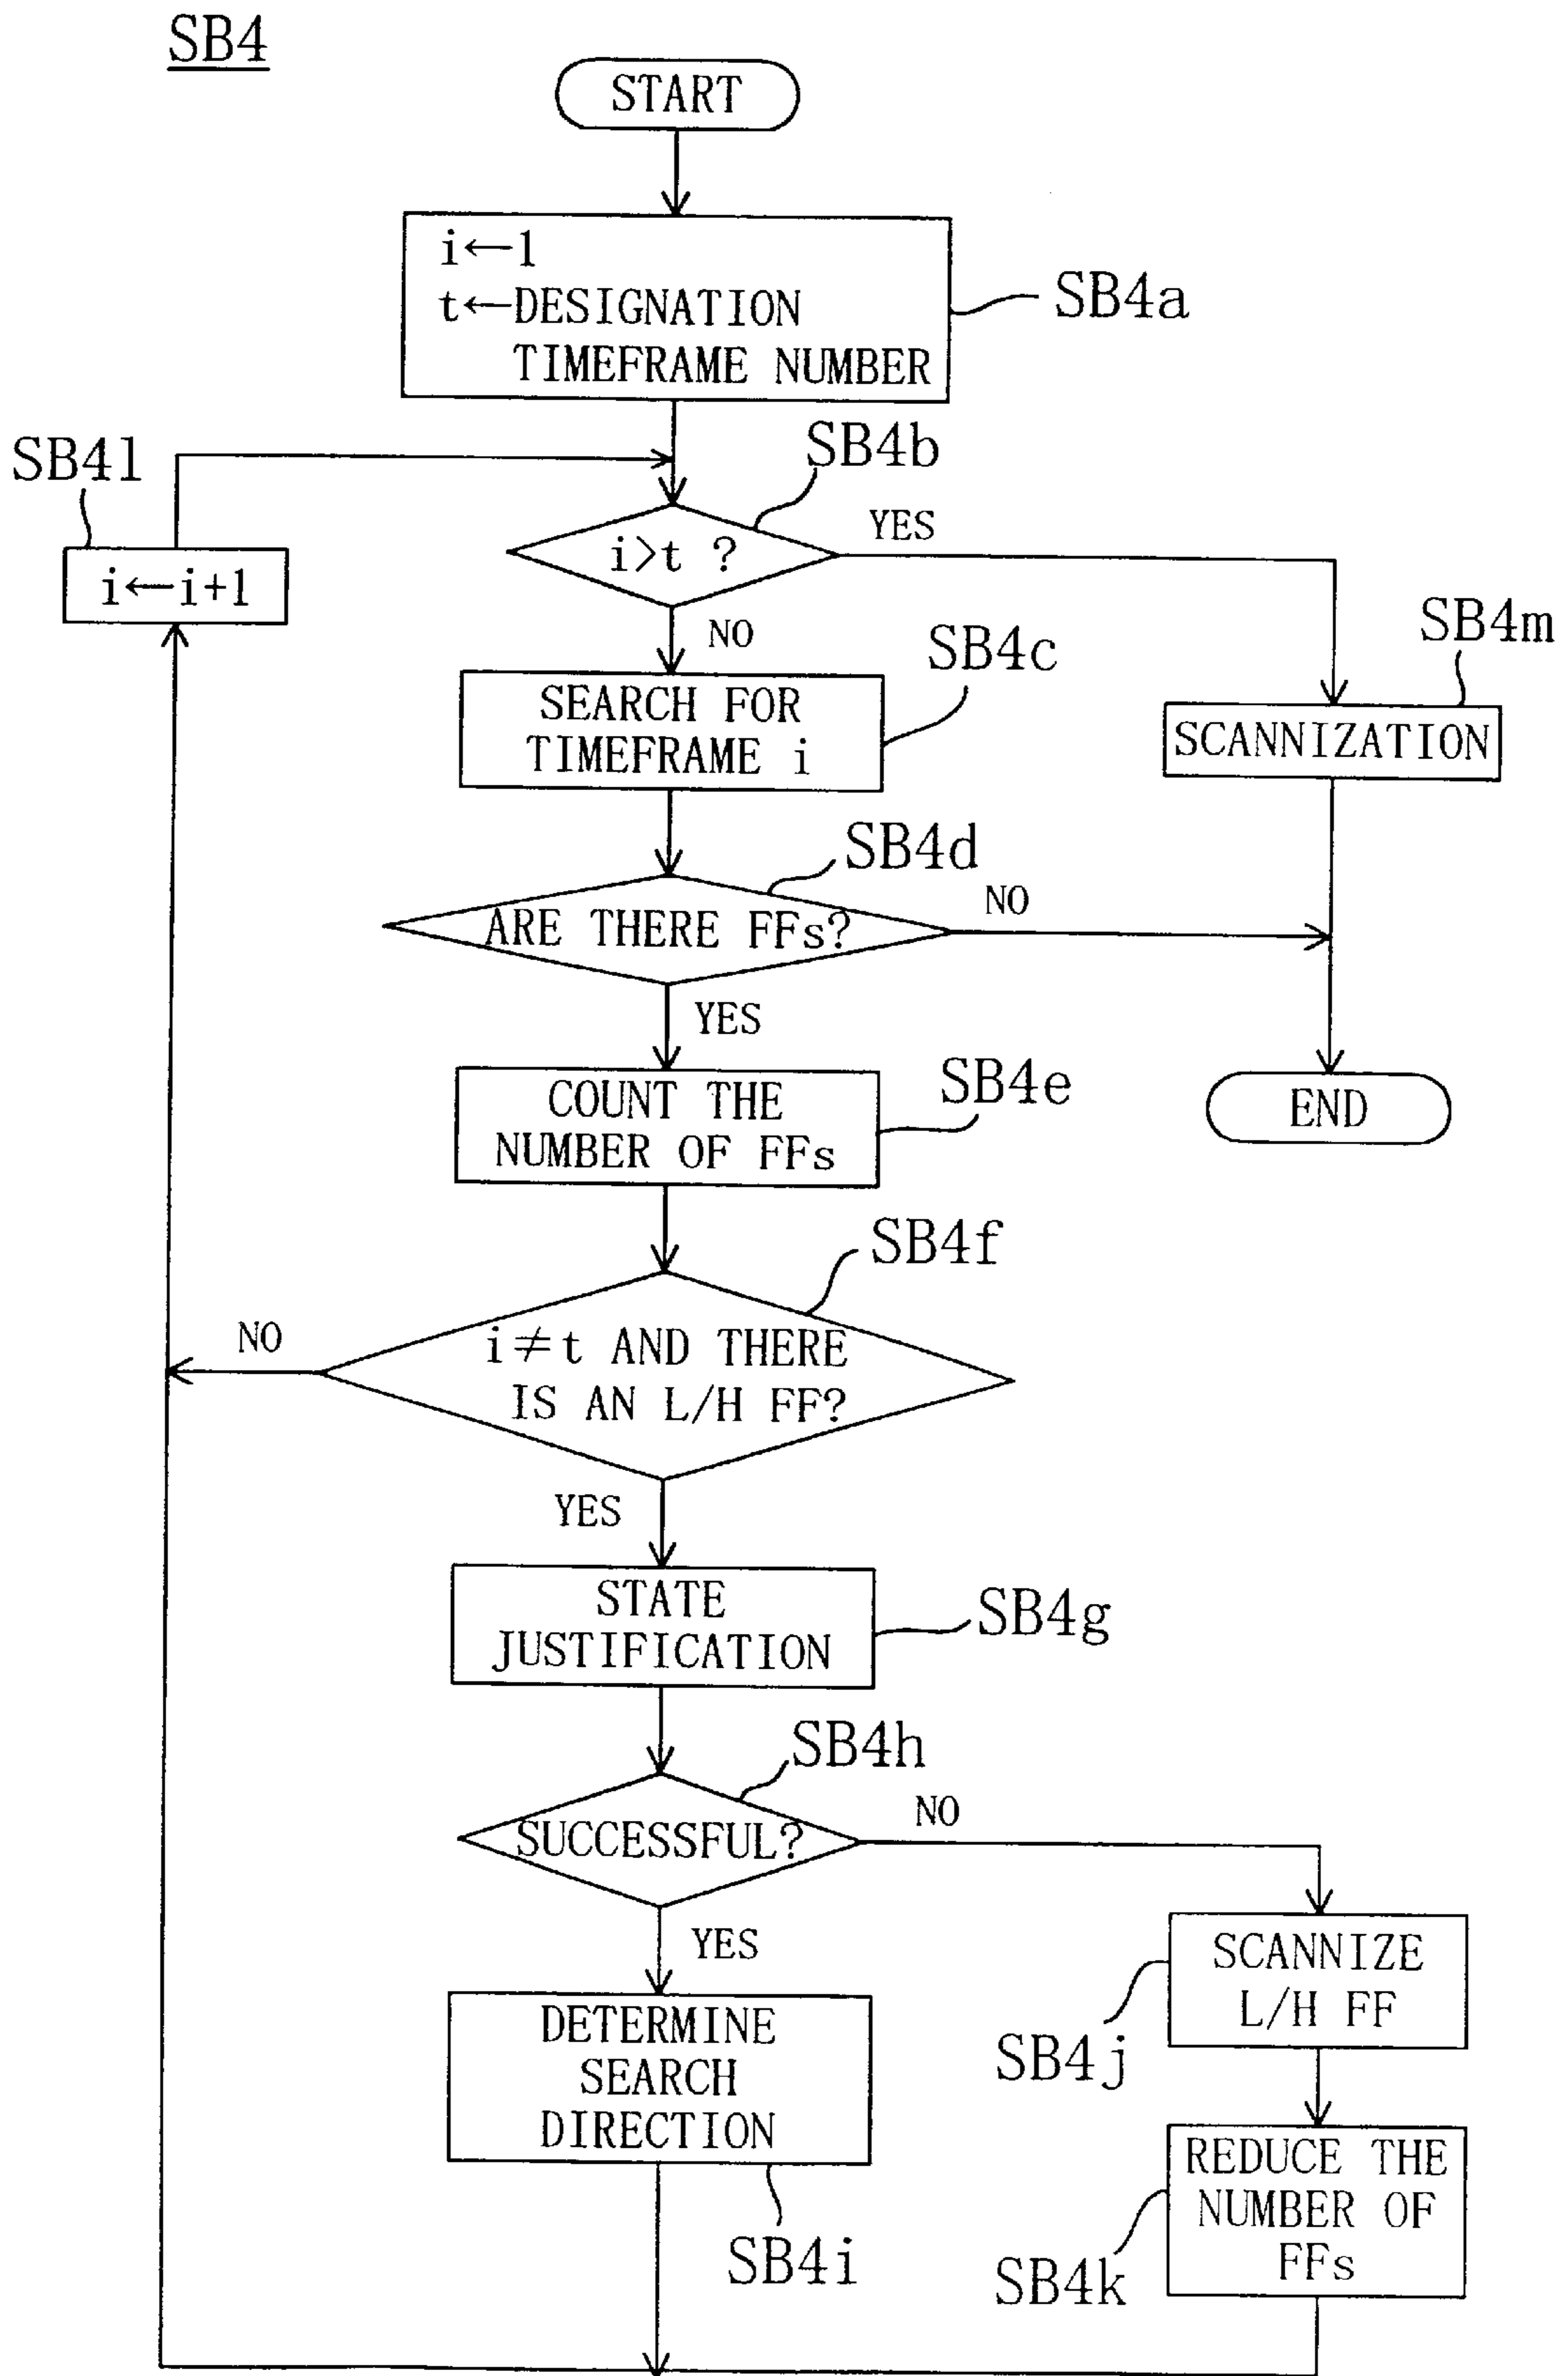 SB4
START
i←1
t←DESIGNATION
TIMEFRAME NUMBER
SB4a
SB4l
SB4b
i←i+1
i>t ?
YES
NO
SB4m
SB4c
SEARCH FOR
TIMEFRAME i
SCANNIZATION
SB4d
ARE THERE FFs?
NO
YES
SB4e
COUNT THE
NUMBER OF FFs
END
SB4f
NO
i≠t AND THERE
IS AN L/H FF?
YES
STATE
JUSTIFICATION
SB4g
SB4h
SUCCESSFUL?
NO
YES
SCANNIZE
L/H FF
SB4j
DETERMINE
SEARCH
DIRECTION
SB4i
REDUCE THE
NUMBER OF
FFs
SB4k